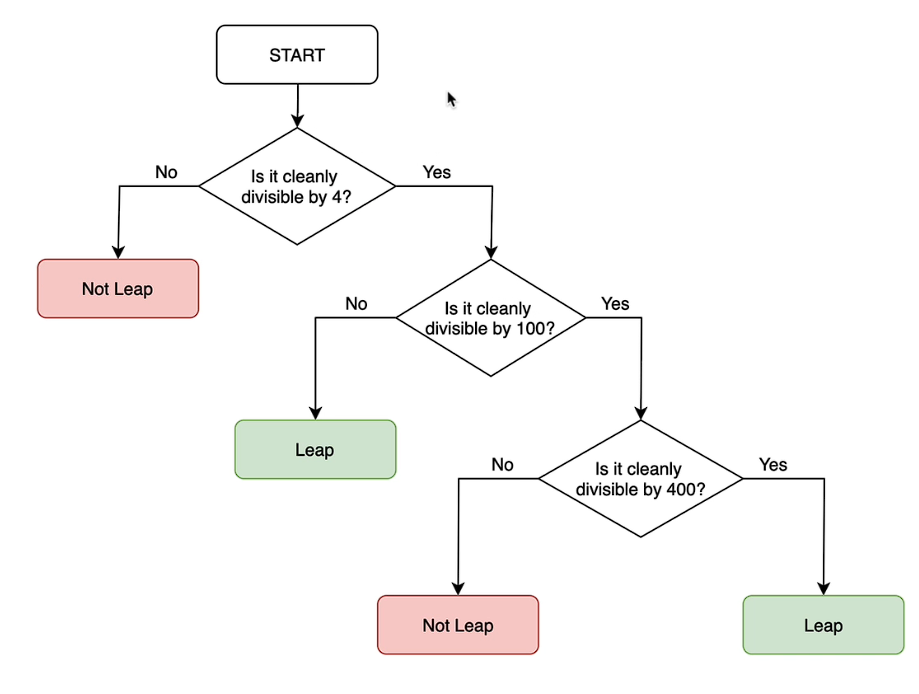 START
No
Is it cleanly
divisible by 4?
Yes
Not Leap
No
Is it cleanly
divisible by 100?
Yes
Leap
No
Is it cleanly
divisible by 400?
Yes
Not Leap
Leap